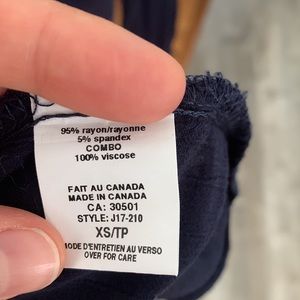 95% rayon/rayonne
5% spandex
COMBO
100% viscose
FAIT AU CANADA
MADE IN CANADA
CA: 30501
STYLE: J17-210
XS/TP
MODE D'ENTRETIEN AU VERSO
OVER FOR CARE